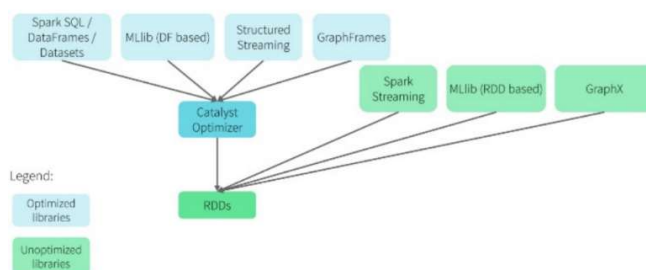 Spark SQL /
DataFrames /
Datasets
MLlib (DF based)
Structured
Streaming
GraphFrames
Spark
Streaming
MLlib (RDD based)
GraphX
Catalyst
Optimizer
Legend:
Optimized
libraries
RDDs
Unoptimized
libraries